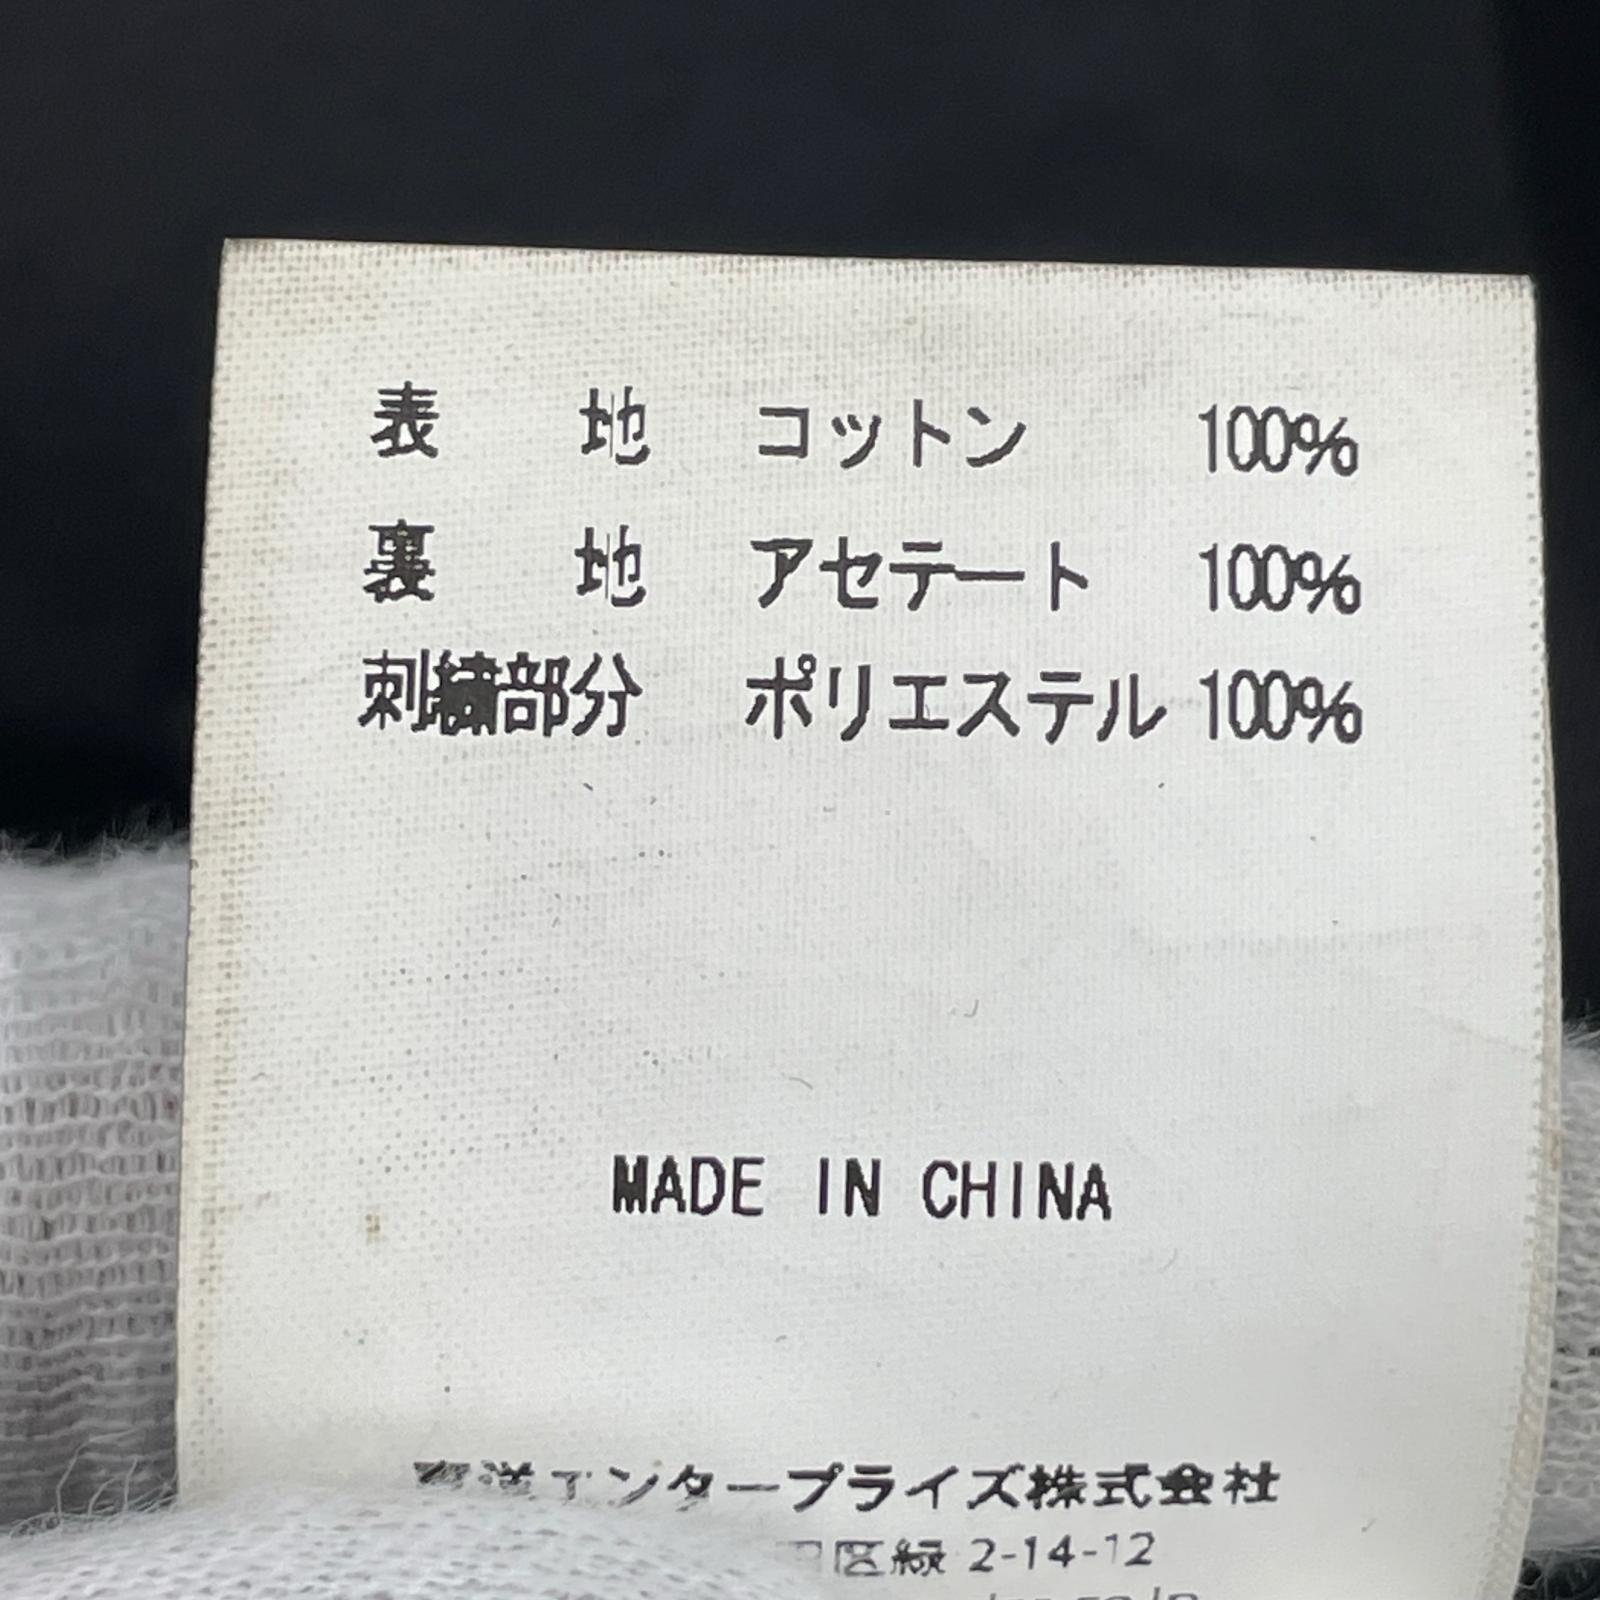 表 地 コットン 100%
裏 地 アセテート 100%
刺繍部分 ポリエステル 100%
MADE IN CHINA
東洋エンタープライズ株式会社
区緑 2-14-12